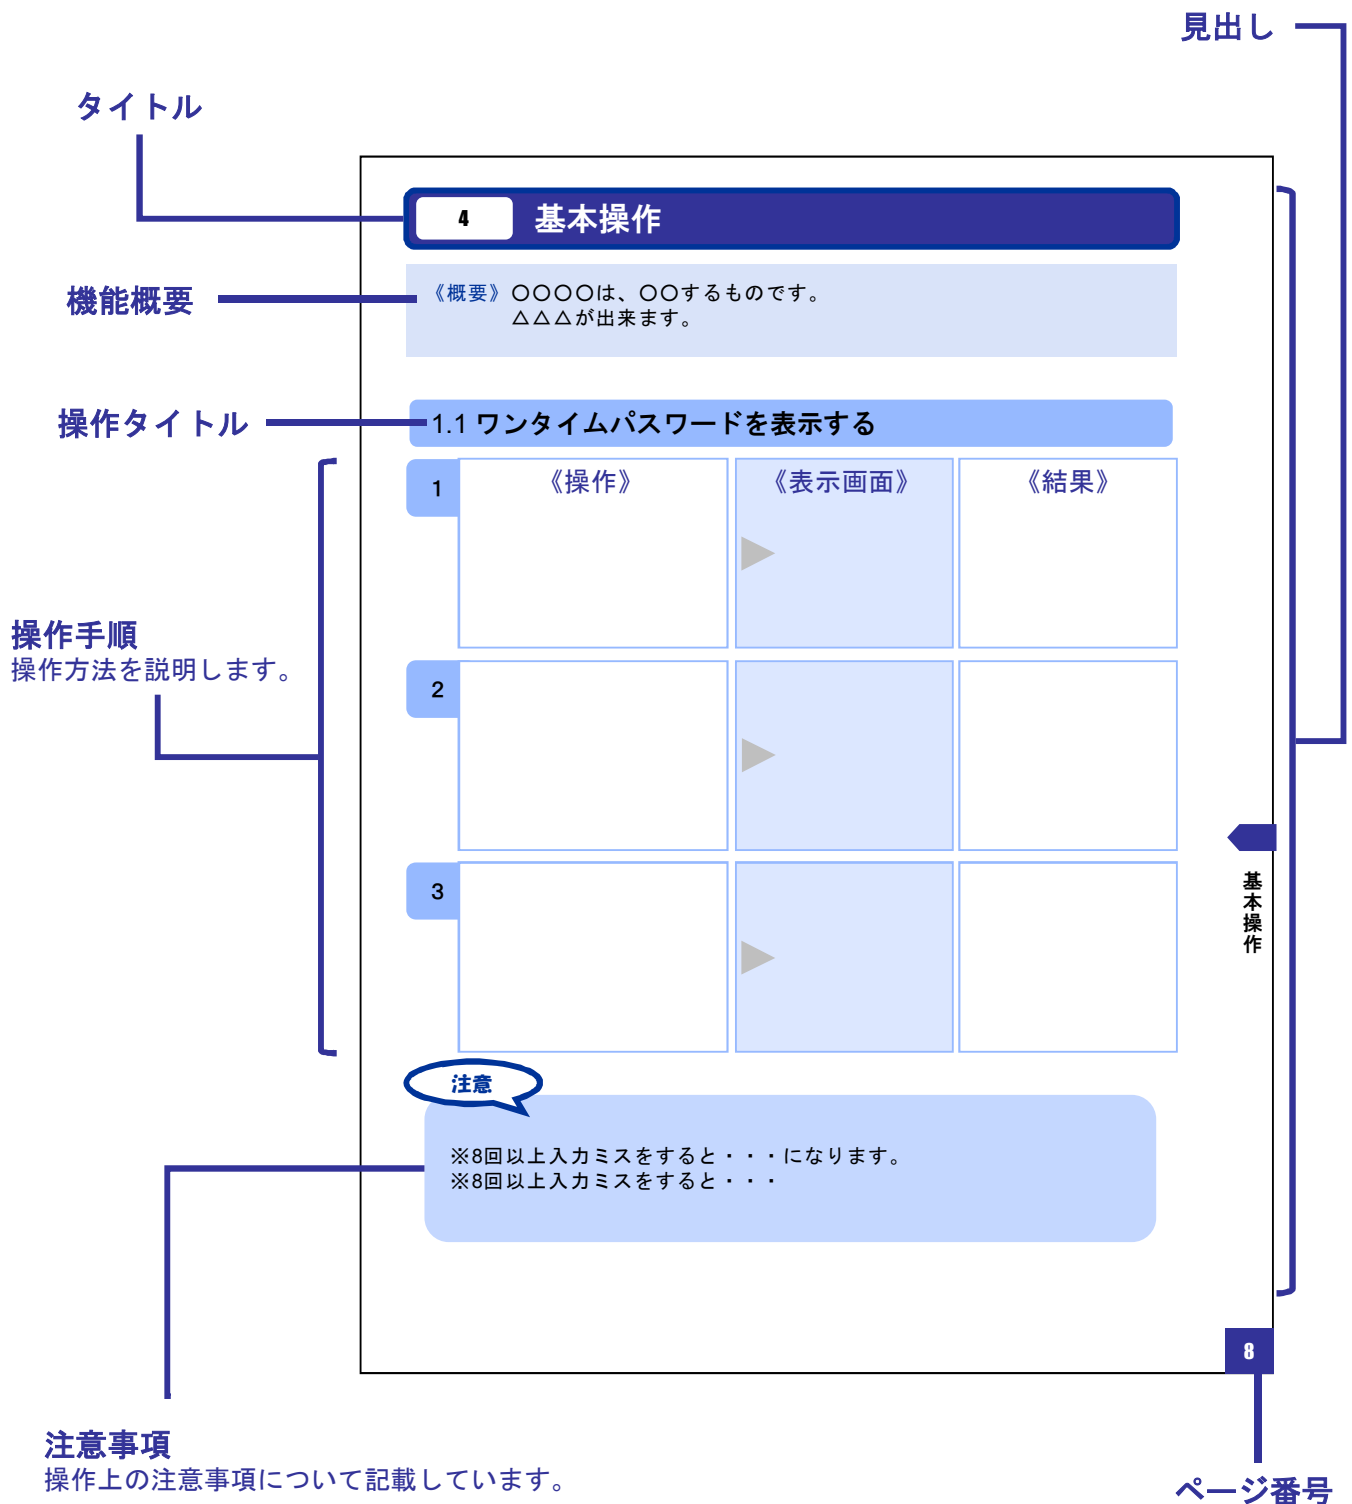 見出し
タイトル
4 基本操作
機能概要
《概要》〇〇〇〇は、〇〇するものです。
△△△が出来ます。
操作タイトル
1.1 ワンタイムパスワードを表示する
1 《操作》 《表示画面》 《結果》
操作手順
操作方法を説明します。
2
3
基本操作
注意
※8回以上入力ミスをすると・・・になります。
※8回以上入力ミスをすると・・・
8
注意事項
操作上の注意事項について記載しています。
ページ番号